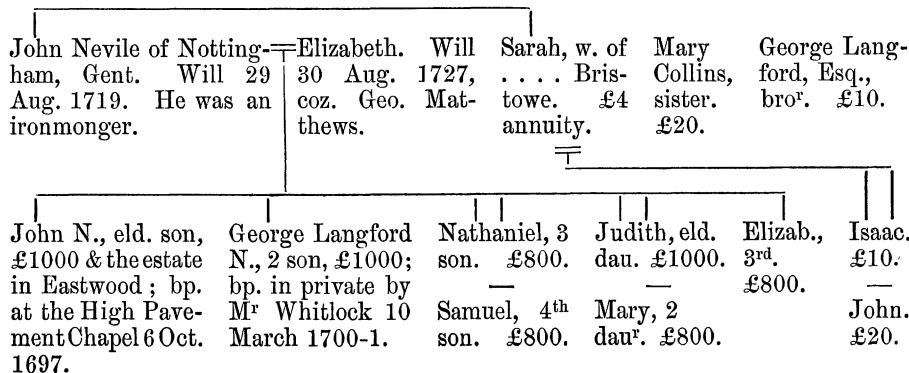 John Nevile of Notting-
ham, Gent. Will 29
Aug. 1719. He was an
ironmonger.
Elizabeth. Will
30 Aug. 1727,
coz. Geo. Mat-
thews.
Sarah, w. of
. . . . Bris-
towe. £4
annuity.
Mary
Collins,
sister.
£20.
George Lang-
ford, Esq.,
broʳ. £10.
John N., eld. son,
£1000 & the estate
in Eastwood ; bp.
at the High Pave-
ment Chapel 6 Oct.
1697.
George Langford
N., 2 son, £1000;
bp. in private by
Mʳ Whitlock 10
March 1700-1.
Nathaniel, 3
son. £800.
—
Samuel, 4ᵗʰ
son. £800.
Judith, eld.
dau. £1000.
—
Mary, 2
dauʳ. £800.
Elizab.,
3ʳᵈ.
£800.
Isaac.
£10.
—
John.
£20.